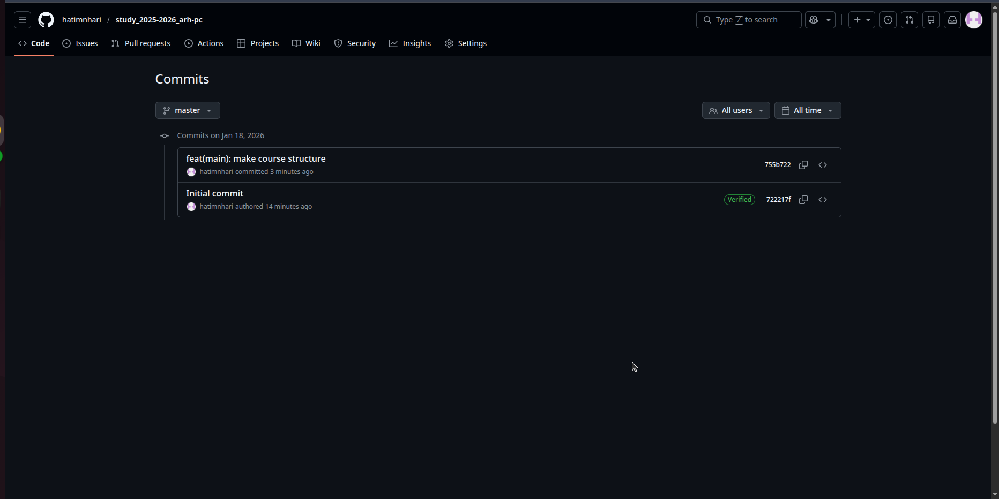 hatimnhari / study_2025-2026_arh-pc
Type / to search
Code Issues Pull requests Actions Projects Wiki Security Insights Settings
Commits
master All users All time
Commits on Jan 18, 2026
feat(main): make course structure
755b722
hatimnhari committed 3 minutes ago
Initial commit
Verified 722217f
hatimnhari authored 14 minutes ago